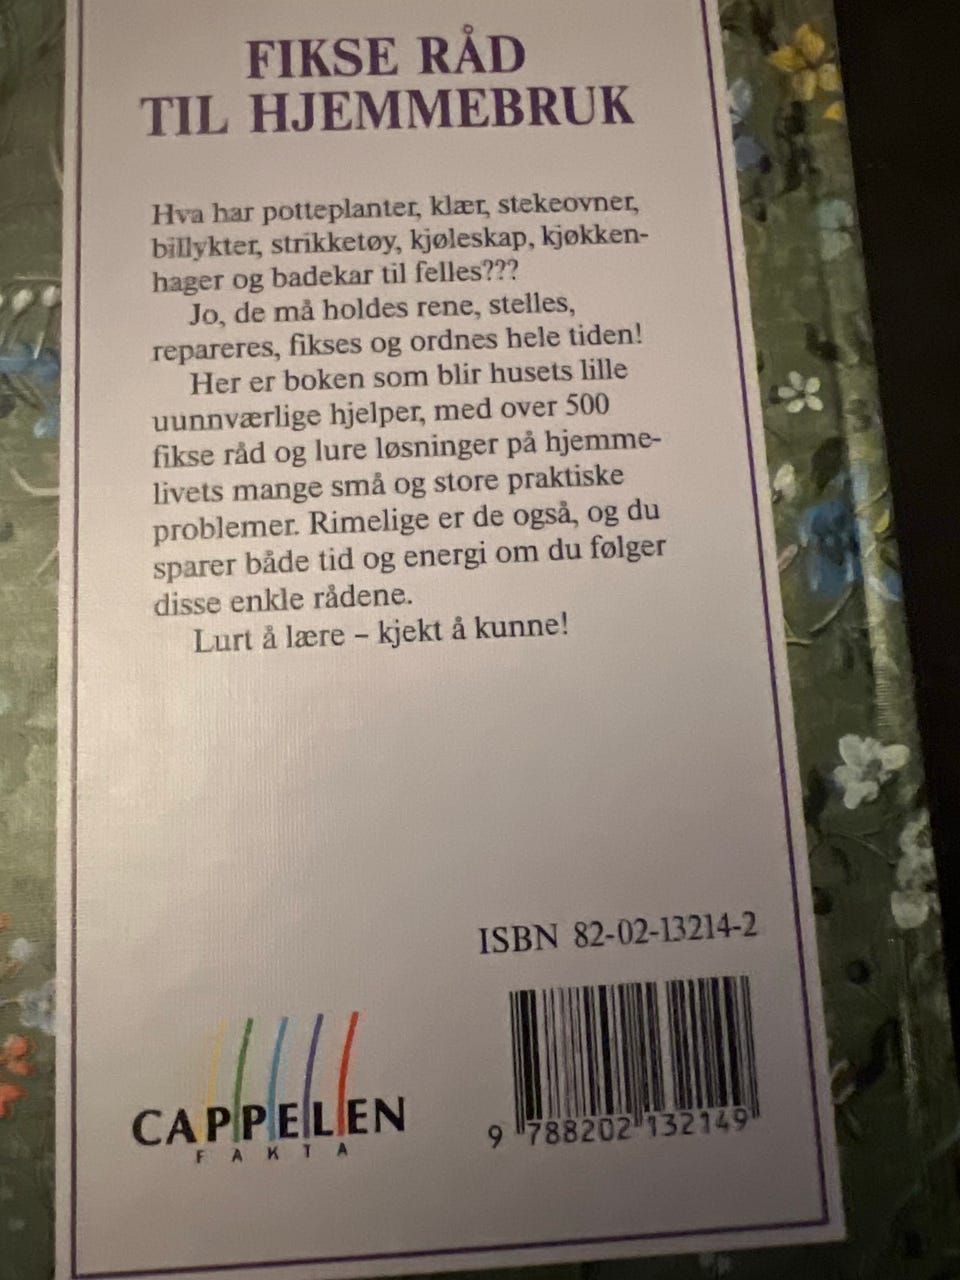 FIKSE RÅD
TIL HJEMMEBRUK
Hva har potteplanter, klær, stekeovner,
billykter, strikketøy, kjøleskap, kjøkken-
hager og badekar til felles???
Jo, de må holdes rene, stelles,
repareres, fikses og ordnes hele tiden!
Her er boken som blir husets lille
uunnværlige hjelper, med over 500
fikse råd og lure løsninger på hjemme-
livets mange små og store praktiske
problemer. Rimelige er de også, og du
sparer både tid og energi om du følger
disse enkle rådene.
Lurt å lære – kjekt å kunne!
ISBN 82-02-13214-2
CAPPELEN
FAKTA
9 788202 132149